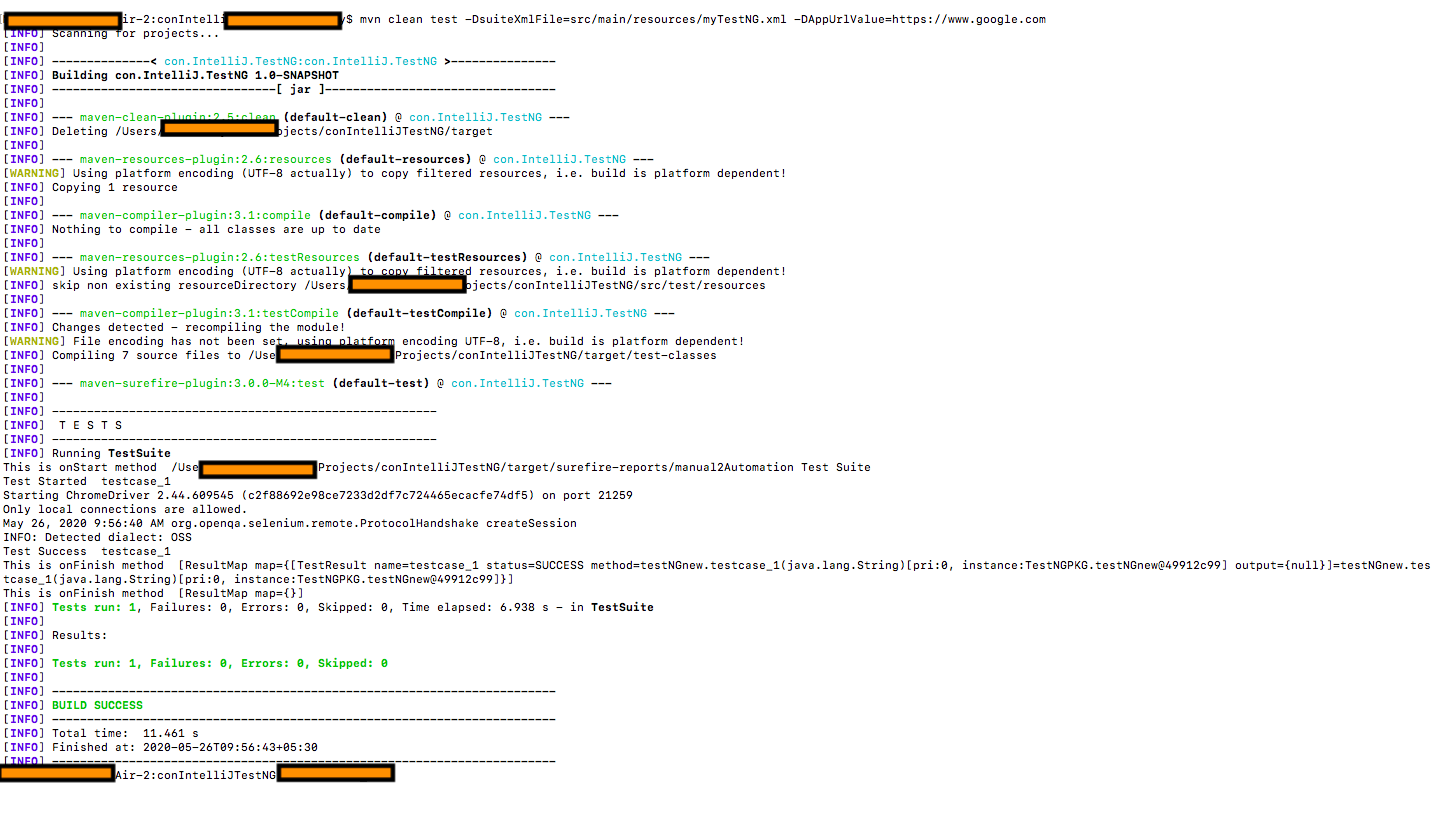 [ir-2:conIntelliJ y$ mvn clean test -DsuiteXmlFile=src/main/resources/myTestNG.xml -DAppUrlValue=https://www.google.com
[INFO] Scanning for projects...
[INFO]
[INFO] --------------< con.IntelliJ.TestNG:con.IntelliJ.TestNG >---------------
[INFO] Building con.IntelliJ.TestNG 1.0-SNAPSHOT
[INFO] --------------------------------[ jar ]---------------------------------
[INFO]
[INFO] --- maven-clean-plugin:2.5:clean (default-clean) @ con.IntelliJ.TestNG ---
[INFO] Deleting /Users/ ojects/conIntelliJTestNG/target
[INFO]
[INFO] --- maven-resources-plugin:2.6:resources (default-resources) @ con.IntelliJ.TestNG ---
[WARNING] Using platform encoding (UTF-8 actually) to copy filtered resources, i.e. build is platform dependent!
[INFO] Copying 1 resource
[INFO]
[INFO] --- maven-compiler-plugin:3.1:compile (default-compile) @ con.IntelliJ.TestNG ---
[INFO] Nothing to compile - all classes are up to date
[INFO]
[INFO] --- maven-resources-plugin:2.6:testResources (default-testResources) @ con.IntelliJ.TestNG ---
[WARNING] Using platform encoding (UTF-8 actually) to copy filtered resources, i.e. build is platform dependent!
[INFO] skip non existing resourceDirectory /Users/ ojects/conIntelliJTestNG/src/test/resources
[INFO]
[INFO] --- maven-compiler-plugin:3.1:testCompile (default-testCompile) @ con.IntelliJ.TestNG ---
[INFO] Changes detected - recompiling the module!
[WARNING] File encoding has not been set, using platform encoding UTF-8, i.e. build is platform dependent!
[INFO] Compiling 7 source files to /Use Projects/conIntelliJTestNG/target/test-classes
[INFO]
[INFO] --- maven-surefire-plugin:3.0.0-M4:test (default-test) @ con.IntelliJ.TestNG ---
[INFO]
[INFO] -------------------------------------------------------
[INFO]  T E S T S
[INFO] -------------------------------------------------------
[INFO] Running TestSuite
This is onStart method  /Use Projects/conIntelliJTestNG/target/surefire-reports/manual2Automation Test Suite
Test Started  testcase_1
Starting ChromeDriver 2.44.609545 (c2f88692e98ce7233d2df7c724465ecacfe74df5) on port 21259
Only local connections are allowed.
May 26, 2020 9:56:40 AM org.openqa.selenium.remote.ProtocolHandshake createSession
INFO: Detected dialect: OSS
Test Success  testcase_1
This is onFinish method  [ResultMap map={[TestResult name=testcase_1 status=SUCCESS method=testNGnew.testcase_1(java.lang.String)[pri:0, instance:TestNGPKG.testNGnew@49912c99] output={null}]=testNGnew.tes
tcase_1(java.lang.String)[pri:0, instance:TestNGPKG.testNGnew@49912c99]}]
This is onFinish method  [ResultMap map={}]
[INFO] Tests run: 1, Failures: 0, Errors: 0, Skipped: 0, Time elapsed: 6.938 s - in TestSuite
[INFO]
[INFO] Results:
[INFO]
[INFO] Tests run: 1, Failures: 0, Errors: 0, Skipped: 0
[INFO]
[INFO] ------------------------------------------------------------------------
[INFO] BUILD SUCCESS
[INFO] ------------------------------------------------------------------------
[INFO] Total time:  11.461 s
[INFO] Finished at: 2020-05-26T09:56:43+05:30
[INFO] ------------------------------------------------------------------------
Air-2:conIntelliJTestNG